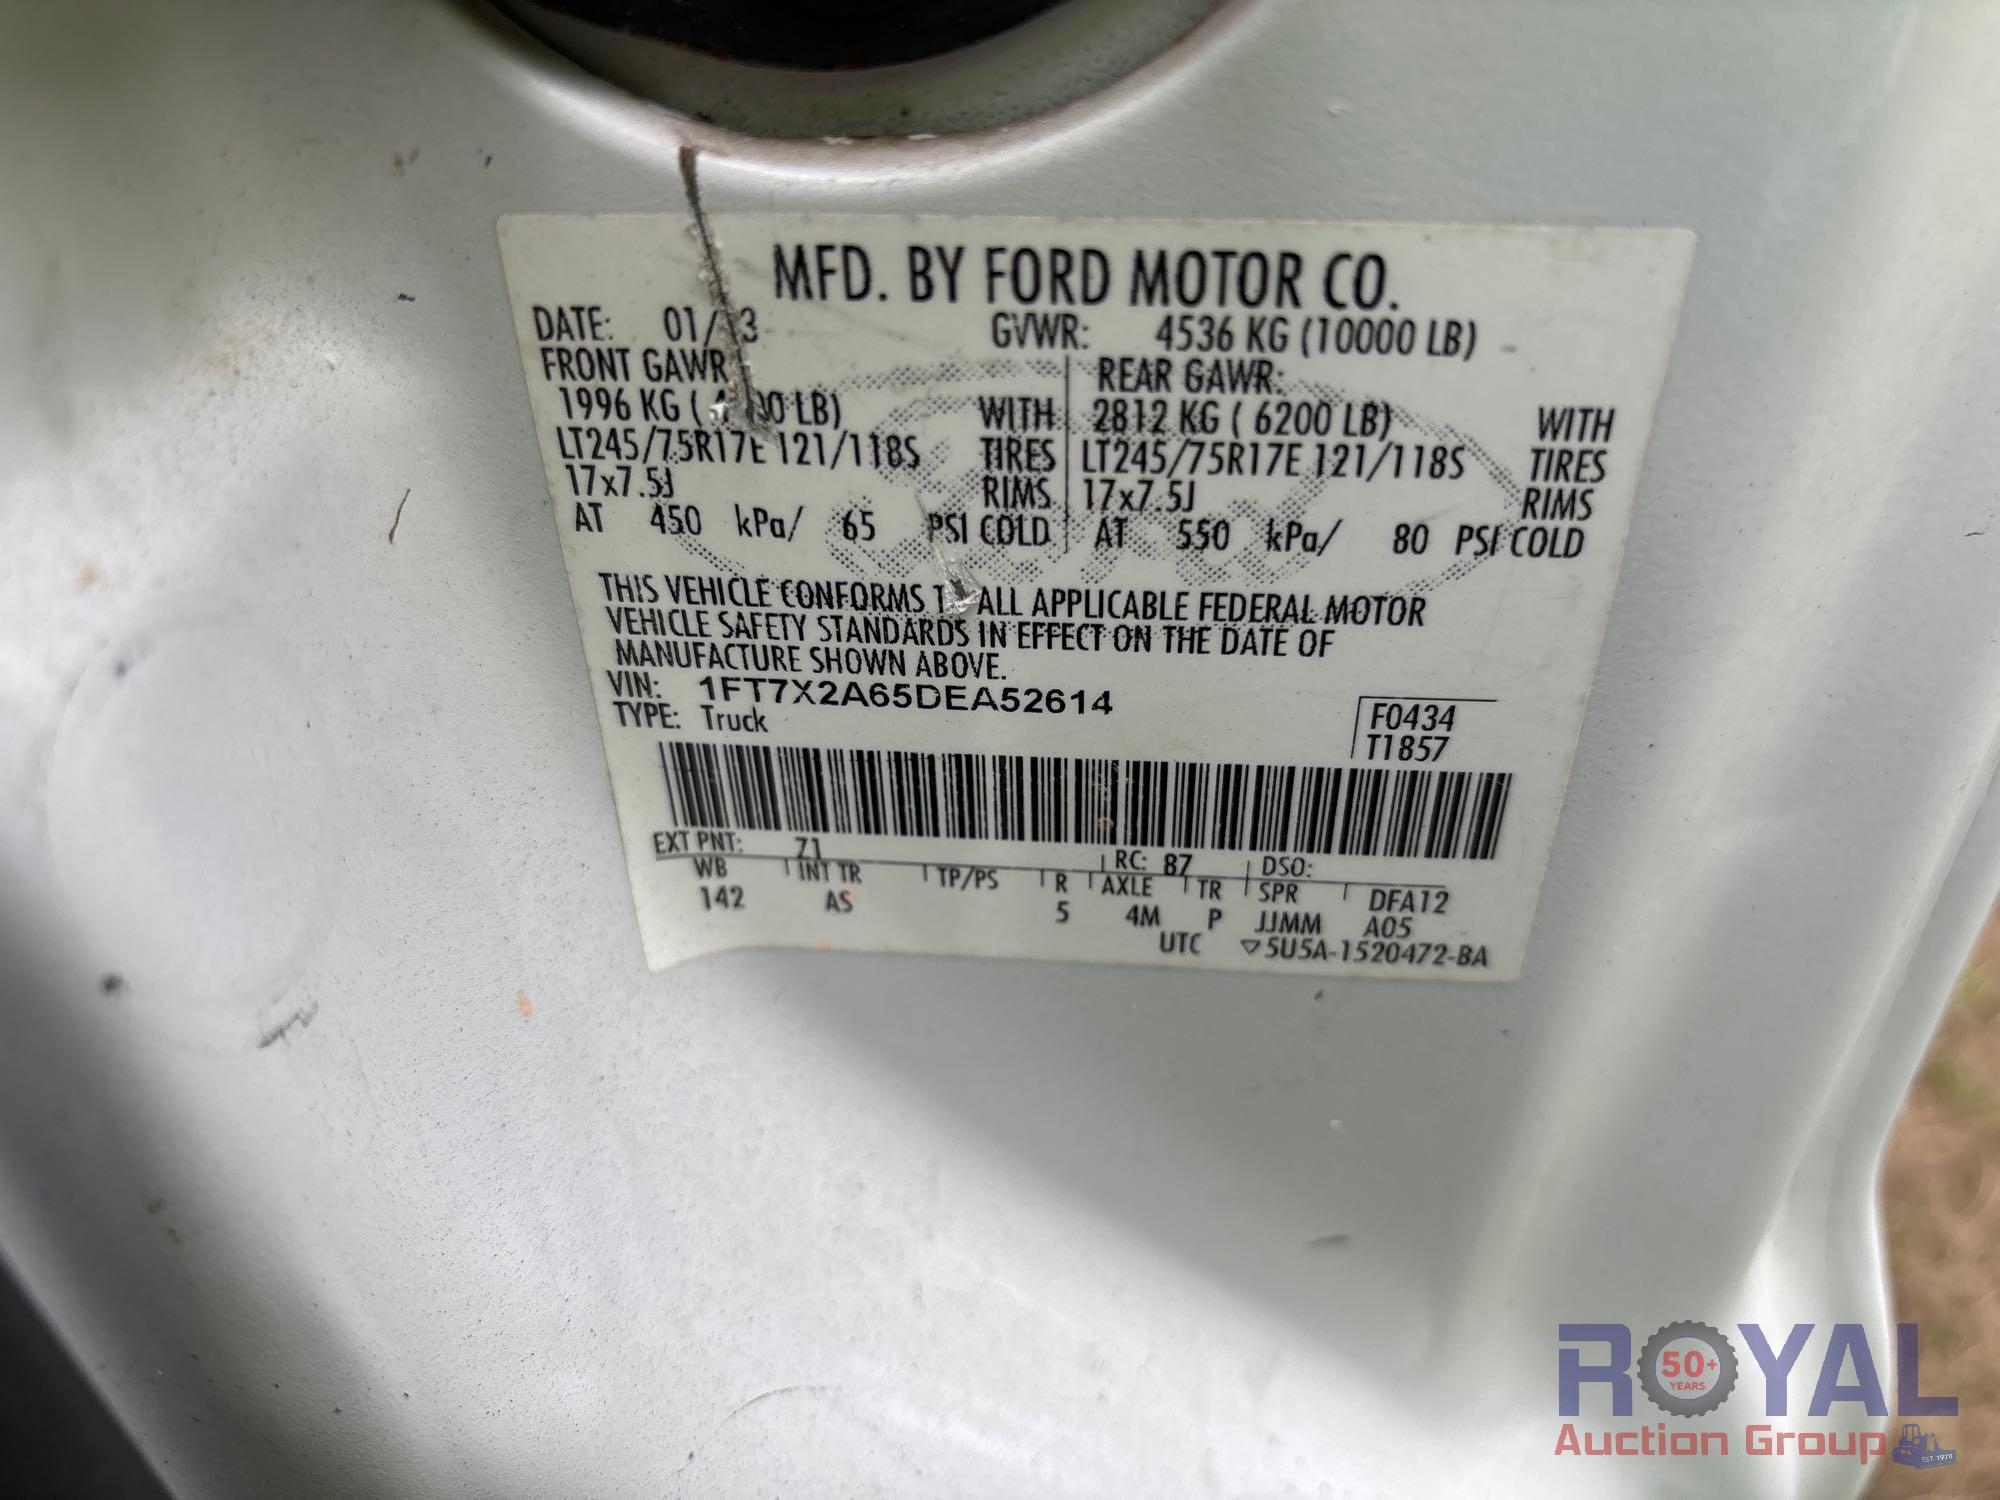 MFD. BY FORD MOTOR CO.
DATE: 01/13 GVWR: 4536 KG (10000 LB)
FRONT GAWR REAR GAWR:
1996 KG ( LB) WITH 2812 KG ( 6200 LB) WITH
LT245/75R17E 121/118S TIRES LT245/75R17E 121/118S TIRES
17x7.5J RIMS 17x7.5J RIMS
AT 450 kPa/ 65 PSI COLD AT 550 kPa/ 80 PSI COLD
THIS VEHICLE CONFORMS TO ALL APPLICABLE FEDERAL MOTOR
VEHICLE SAFETY STANDARDS IN EFFECT ON THE DATE OF
MANUFACTURE SHOWN ABOVE.
VIN: 1FT7X2A65DEA52614
TYPE: Truck
F0434
T1857
EXT PNT: Z1 RC: 87 DSO:
WB INT TR TP/PS R AXLE TR SPR DFA12
142 AS 5 4M P JJMM A05
UTC ▽5U5A-1520472-BA
ROYAL
50+
YEARS
Auction Group
EST. 1970